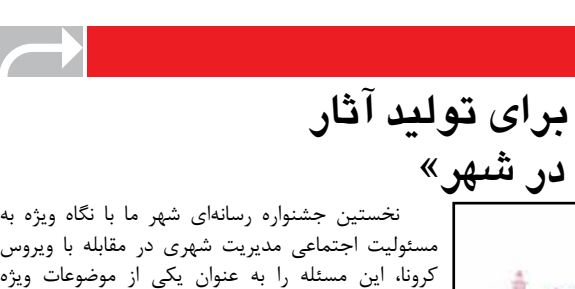 برای تولید آثار
در شهر»
نخستین جشنواره رسانه‌ای شهر ما با نگاه ویژه به
مسئولیت اجتماعی مدیریت شهری در مقابله با ویروس
کرونا، این مسئله را به عنوان یکی از موضوعات ویژه